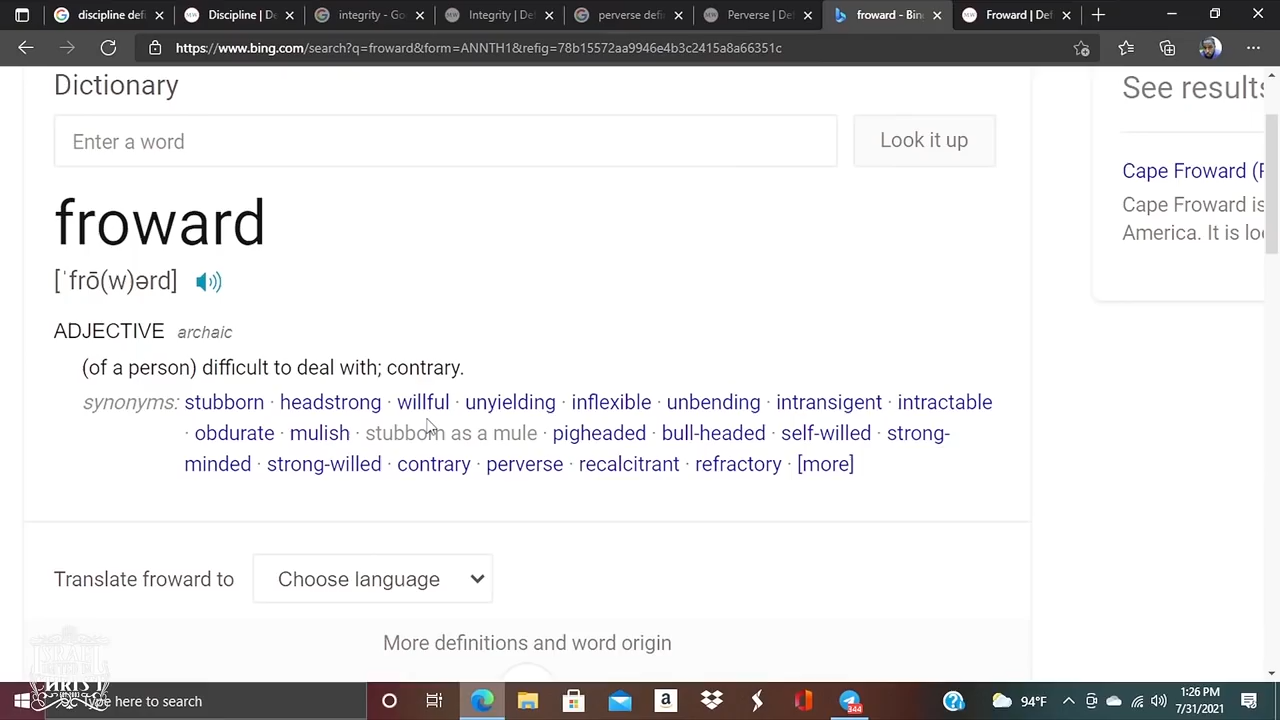 discipline defi
Discipline | De
integrity - Goo
Integrity | Def
perverse defi
Perverse | De
froward - Bing
Froward | Def
https://www.bing.com/search?q=froward&form=ANNTH1&refig=78b15572aa9946e4b3c2415a8a66351c
Dictionary
See results
Enter a word
Look it up
froward
Cape Froward (F
Cape Froward is
America. It is lo
[ˈfrō(w)ərd]
ADJECTIVE archaic
(of a person) difficult to deal with; contrary.
synonyms: stubborn · headstrong · willful · unyielding · inflexible · unbending · intransigent · intractable
· obdurate · mulish · stubborn as a mule · pigheaded · bull-headed · self-willed · strong-
minded · strong-willed · contrary · perverse · recalcitrant · refractory · [more]
Translate froward to
Choose language
More definitions and word origin
Type here to search
344
94°F
1:26 PM
7/31/2021